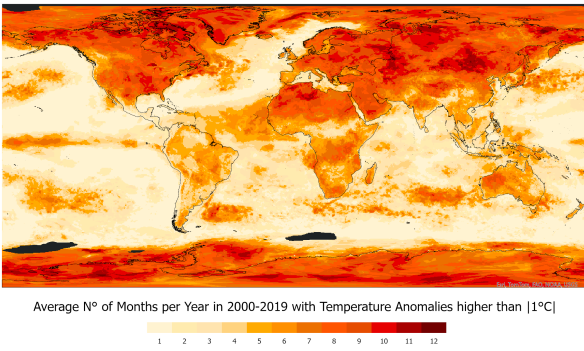 Average N° of Months per Year in 2000-2019 with Temperature Anomalies higher than |1°C|
1 2 3 4 5 6 7 8 9 10 11 12